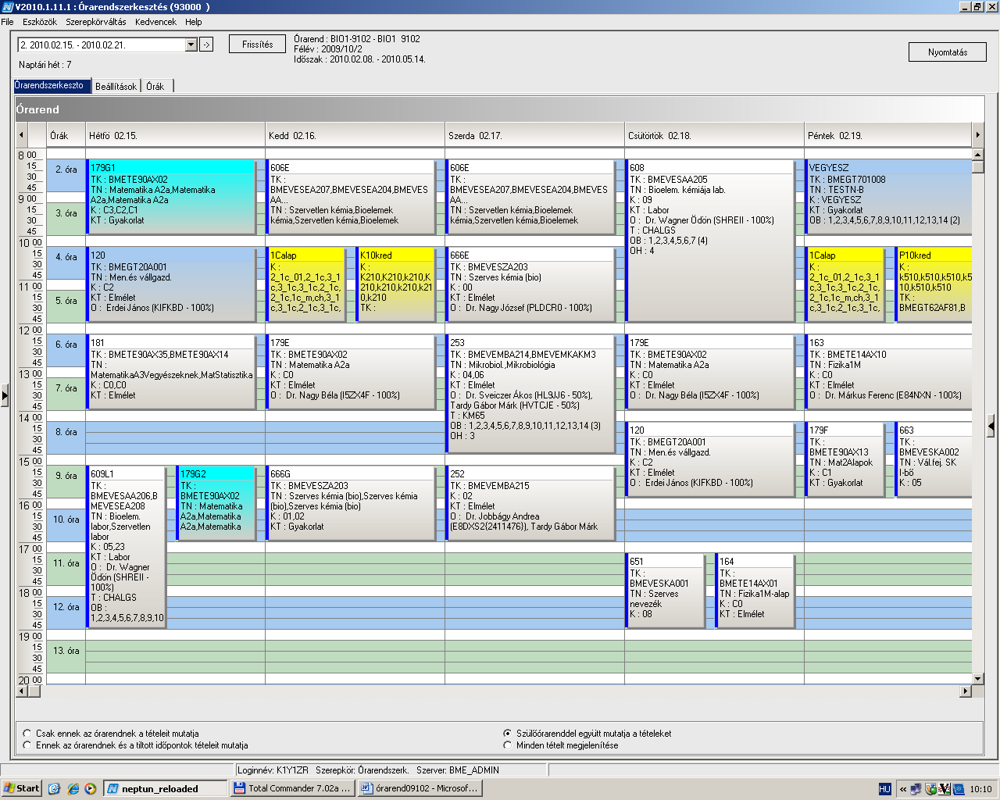 V2010.1.11.1 : Órarendszerkesztés (93000  )
File Eszközök Szerepkörváltás Kedvencek Help
2. 2010.02.15. - 2010.02.21.
->
Frissítés
Órarend : BIO1-9102 - BIO1  9102
Félév : 2009/10/2
Időszak : 2010.02.08. - 2010.05.14.
Nyomtatás
Naptári hét : 7
Órarendszerkeszto Beállítások Órák
Órarend
Órák Hétfő  02.15. Kedd  02.16. Szerda  02.17. Csütörtök  02.18. Péntek  02.19.
8 00
15
30
45
9 00
15
30
45
10 00
15
30
45
11 00
15
30
45
12 00
15
30
45
13 00
15
30
45
14 00
15
30
45
15 00
15
30
45
16 00
15
30
45
17 00
15
30
45
18 00
15
30
45
19 00
15
30
45
20 00
2. óra
3. óra
4. óra
5. óra
6. óra
7. óra
8. óra
9. óra
10. óra
11. óra
12. óra
13. óra
179G1
TK : BMETE90AX02
TN : Matematika A2a,Matematika
A2a,Matematika A2a
K : C3,C2,C1
KT : Gyakorlat
120
TK : BMEGT20A001
TN : Men.és vállgazd.
K : C2
KT : Elmélet
O :  Erdei János (KIFKBD - 100%)
181
TK : BMETE90AX35,BMETE90AX14
TN :
MatematikaA3Vegyészeknek,MatStatisztika
K : C0,C0
KT : Elmélet
609L1
TK :
BMEVESAA206,B
MEVESEA208
TN : Bioelem.
labor,Szervetlen
labor
K : 05,23
KT : Labor
O :  Dr. Wagner
Ödön (SHREII -
100%)
T : CHALGS
OB :
1,2,3,4,5,6,7,8,9,10
179G2
TK :
BMETE90AX02
TN : Matematika
A2a,Matematika
A2a,Matematika
606E
TK :
BMEVESEA207,BMEVESEA204,BMEVES
AA...
TN : Szervetlen kémia,Bioelemek
kémia,Szervetlen kémia,Bioelemek
1Calap
K :
2_1c_01,2_1c,3_1
c,3_1c,3_1c,2_1c,
2_1c,1c_m,ch,3_1
c,3_1c,2_1c,3_1c,
K10kred
K :
K210,K210,k210,K
210,k210,k210,k21
0,k210
TK :
179E
TK : BMETE90AX02
TN : Matematika A2a
K : C0
KT : Elmélet
O :  Dr. Nagy Béla (I5ZX4F - 100%)
666G
TK : BMEVESZA203
TN : Szerves kémia (bio),Szerves kémia
(bio),Szerves kémia (bio)
K : 01,02
KT : Gyakorlat
606E
TK :
BMEVESEA207,BMEVESEA204,BMEVES
AA...
TN : Szervetlen kémia,Bioelemek
kémia,Szervetlen kémia,Bioelemek
666E
TK : BMEVESZA203
TN : Szerves kémia (bio)
K : 00
KT : Elmélet
O :  Dr. Nagy József (PLDCR0 - 100%)
253
TK : BMEVEMBA214,BMEVEMKAKM3
TN : Mikrobiol.,Mikrobiológia
K : 04,06
KT : Elmélet
O : Dr. Sveiczer Ákos (HL9JJ6 - 50%),
Tardy Gábor Márk (HVTCJE - 50%)
T : KM65
OB : 1,2,3,4,5,6,7,8,9,10,11,12,13,14 (3)
OH : 3
252
TK : BMEVEMBA215
K : 02
KT : Elmélet
O :  Dr. Jobbágy Andrea
(E8DXS2{2411476}), Tardy Gábor Márk
608
TK : BMEVESAA205
TN : Bioelem. kémiája lab.
K : 09
KT : Labor
O :  Dr. Wagner Ödön (SHREII - 100%)
T : CHALGS
OB : 1,2,3,4,5,6,7 (4)
OH : 4
179E
TK : BMETE90AX02
TN : Matematika A2a
K : C0
KT : Elmélet
O :  Dr. Nagy Béla (I5ZX4F - 100%)
120
TK : BMEGT20A001
TN : Men.és vállgazd.
K : C2
KT : Elmélet
O :  Erdei János (KIFKBD - 100%)
651
TK :
BMEVESKA001
TN : Szerves
nevezék
K : 08
164
TK :
BMETE14AX01
TN : Fizika1M-alap
K : C0
KT : Elmélet
VEGYESZ
TK : BMEGT701008
TN : TESTN-B
K : VEGYESZ
KT : Gyakorlat
OB : 1,2,3,4,5,6,7,8,9,10,11,12,13,14 (2)
1Calap
K :
2_1c_01,2_1c,3_1
c,3_1c,3_1c,2_1c,
2_1c,1c_m,ch,3_1
c,3_1c,2_1c,3_1c,
P10kred
K :
k510,k510,k510,k5
10,k510,k510
TK :
BMEGT62AF81,B
163
TK : BMETE14AX10
TN : Fizika1M
K : C0
KT : Elmélet
O :  Dr. Márkus Ferenc (E84NXN - 100%)
179F
TK :
BMETE90AX13
TN : Mat2Alapok
K : C1
KT : Gyakorlat
663
TK :
BMEVESKA002
TN : Vál.fej. SK
I-bő
K : 05
Csak ennek az órarendnek a tételeit mutatja
Ennek az órarendnek és a tiltott időpontok tételeit mutatja
Szülőórarenddel együtt mutatja a tételeket
Minden tételt megjelenítése
Loginnév: K1Y1ZR   Szerepkör: Órarendszerk.   Szerver: BME_ADMIN
Start neptun_reloaded Total Commander 7.02a ... órarend09102 - Microsof... HU « 10:10